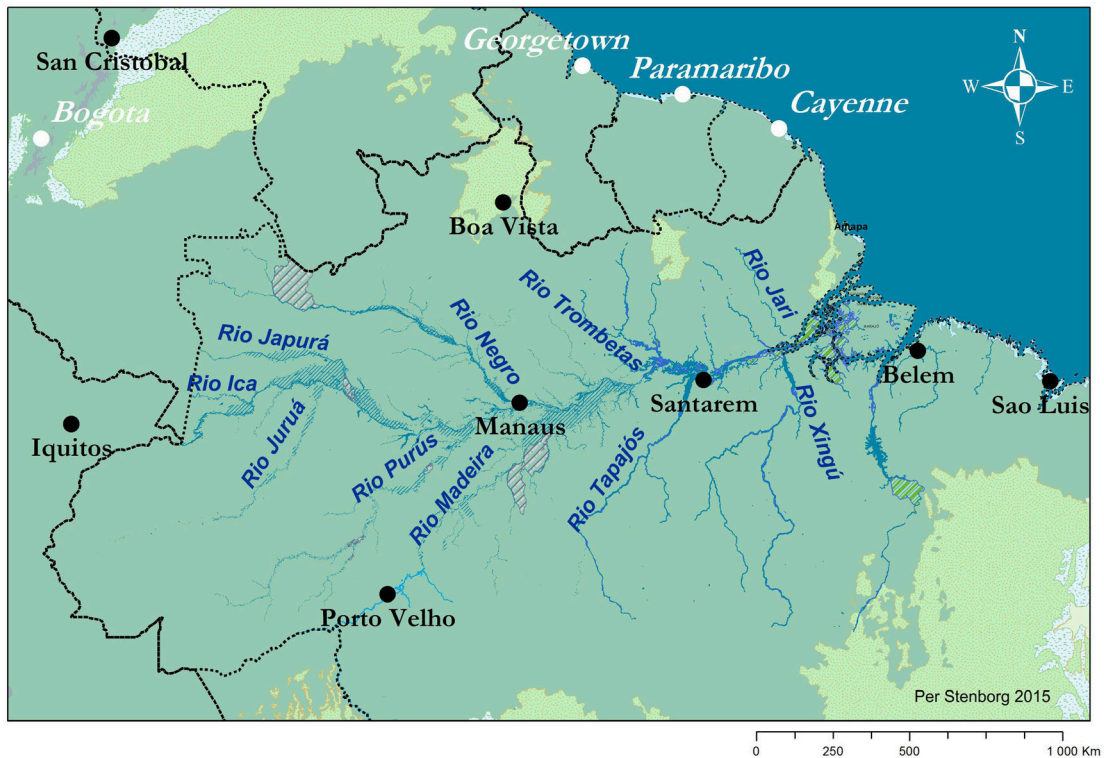 Georgetown
N
San Cristobal
Paramaribo
W
E
Bogota
Cayenne
S
Boa Vista
Amapa
Rio Jari
Rio Trombetas
Rio Negro
Rio Japurá
Rio Ica
Belem
Santarem
Sao Luis
Manaus
Iquitos
Rio Juruá
Rio Purús
Rio Madeira
Rio Tapajós
Rio Xingú
Porto Velho
Per Stenborg 2015
0
250
500
1 000 Km